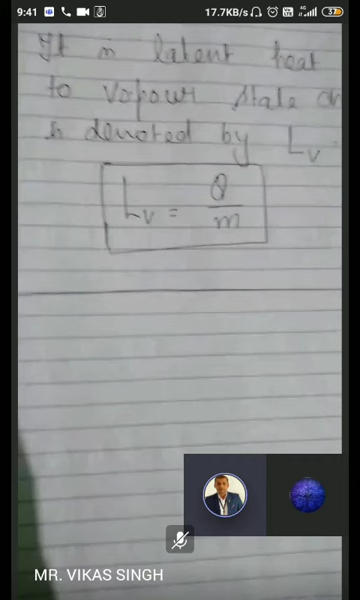 9:41
17.7KB/s
37
It is latent heat
to vapour state
is denoted by Lv
Lv = Q/m
MR. VIKAS SINGH